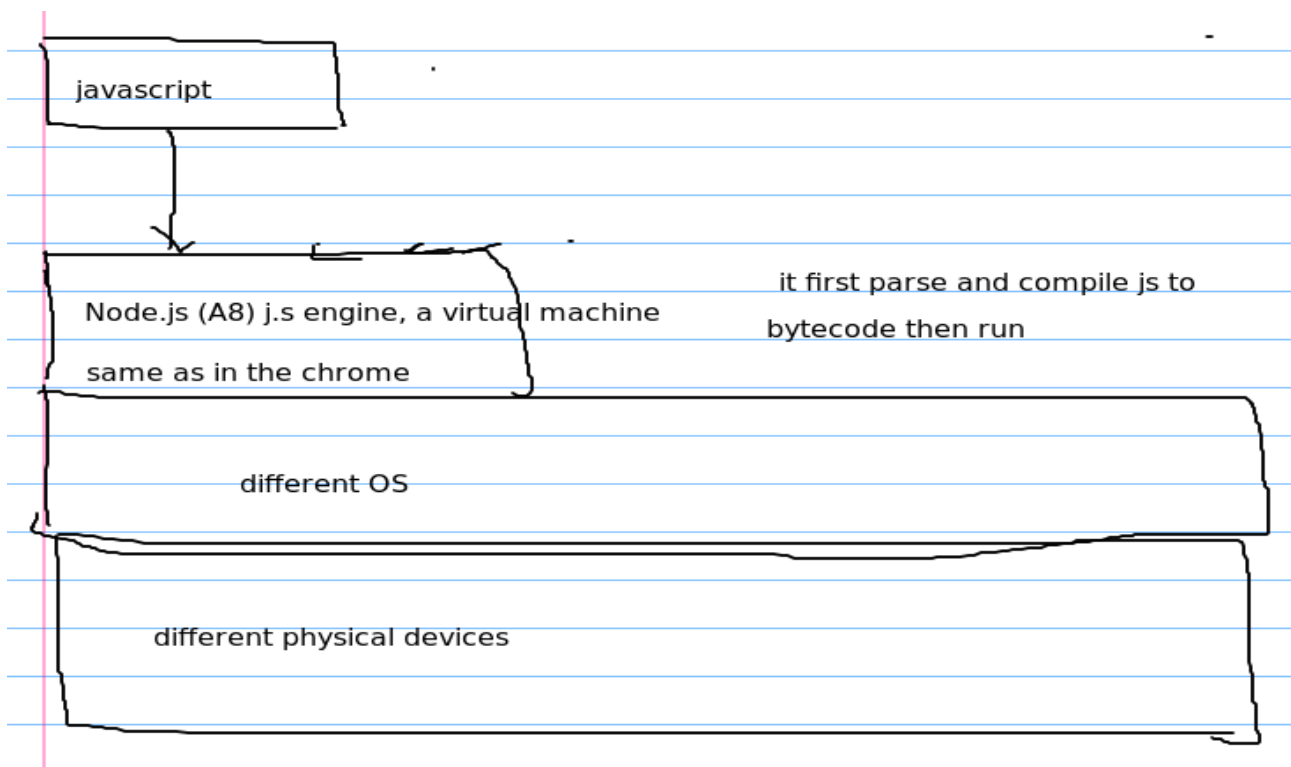 javascript
it first parse and compile js to
Node.js (A8) j.s engine, a virtual machine
bytecode then run
same as in the chrome
different OS
different physical devices